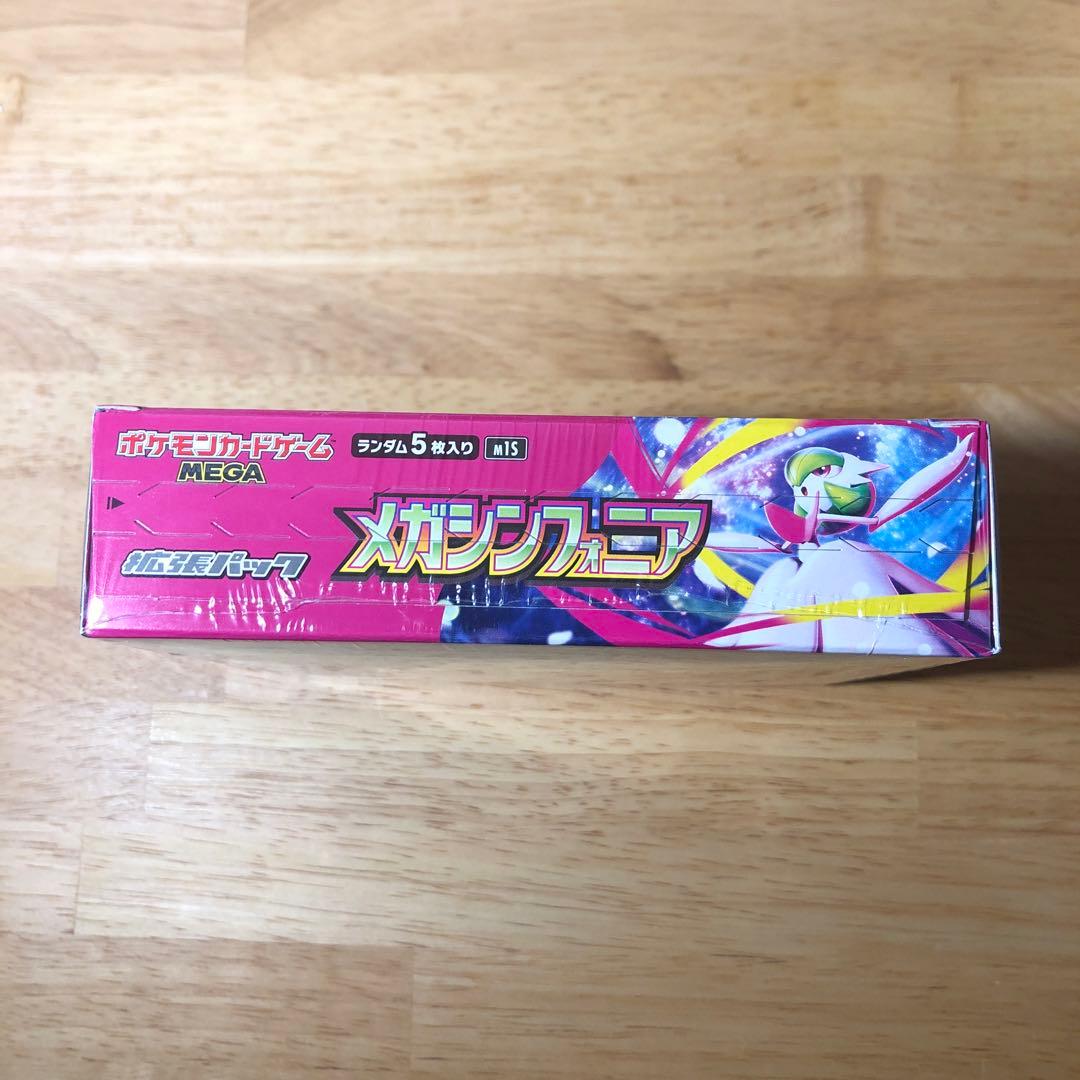 ポケモンカードゲーム
MEGA
ランダム5枚入り M1S
メガシンフォニア
拡張パック